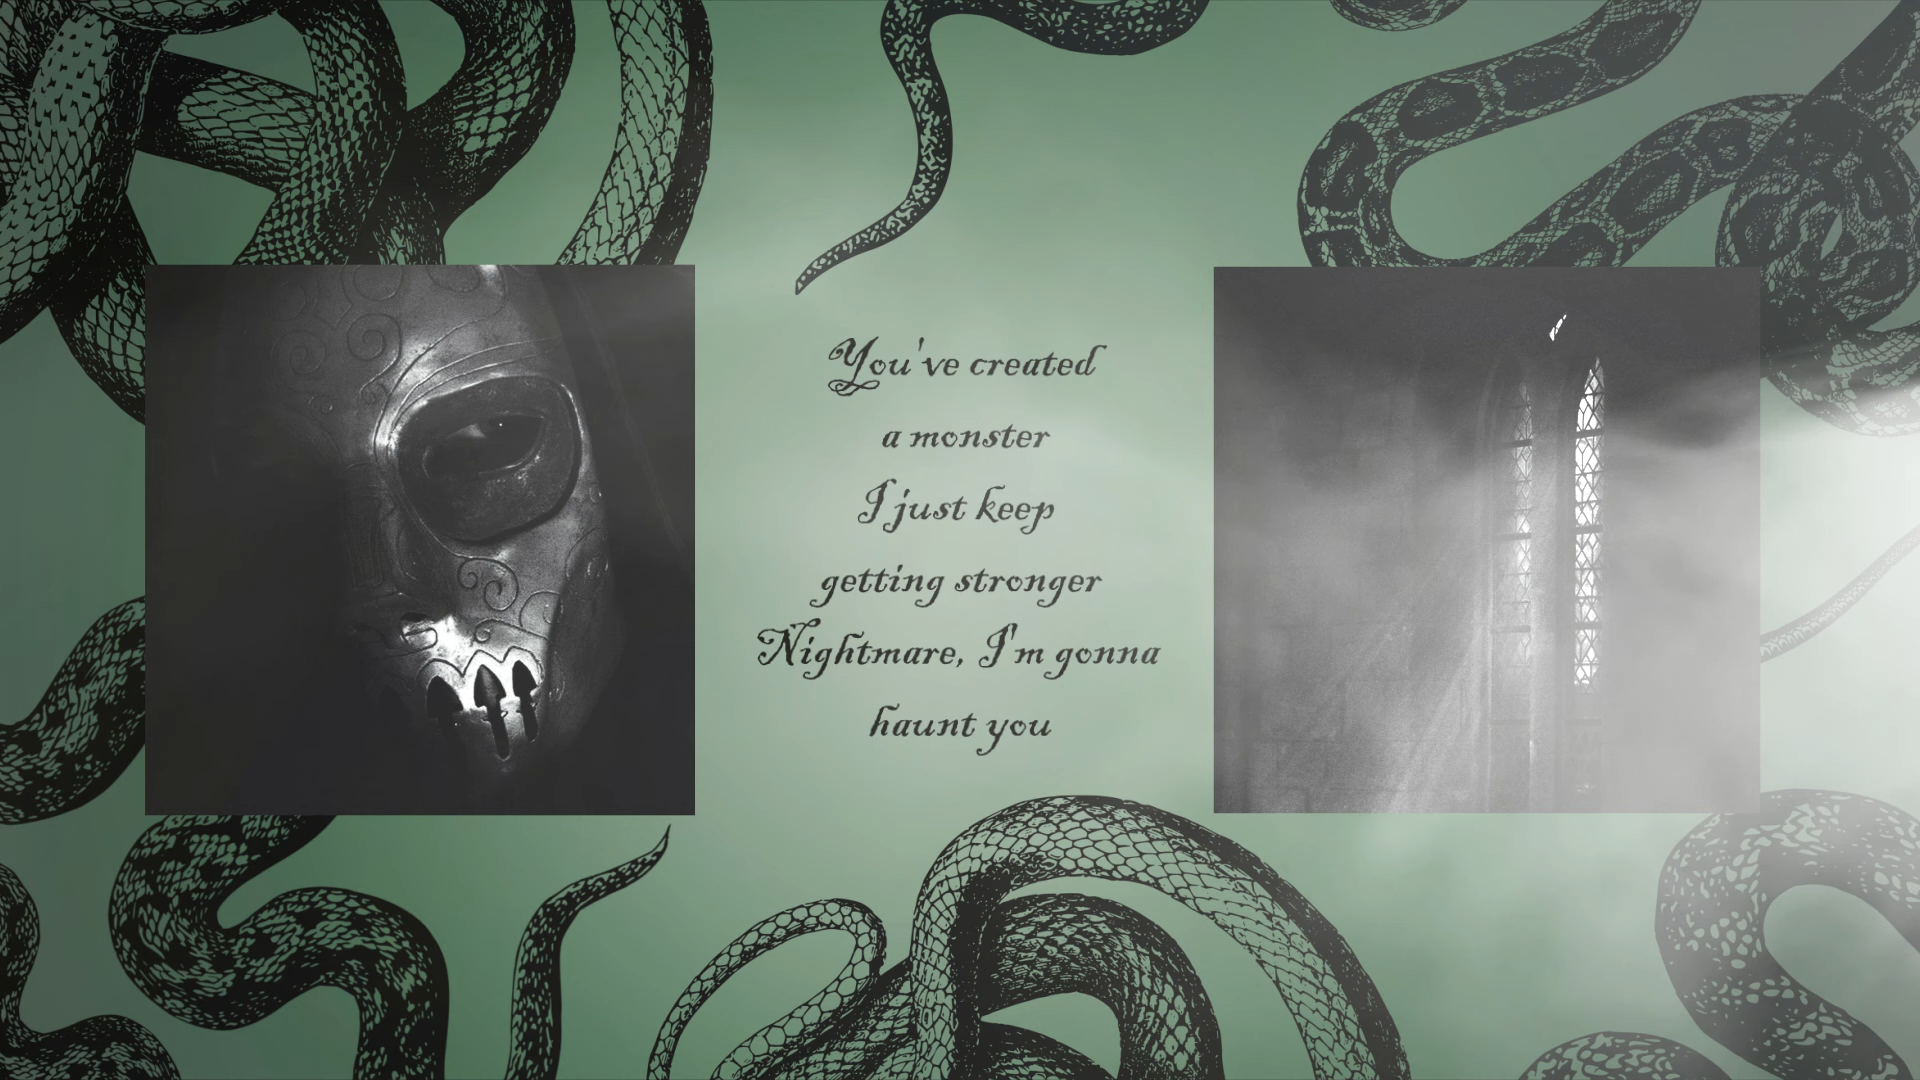 You've created
a monster
I just keep
getting stronger
Nightmare, I'm gonna
haunt you